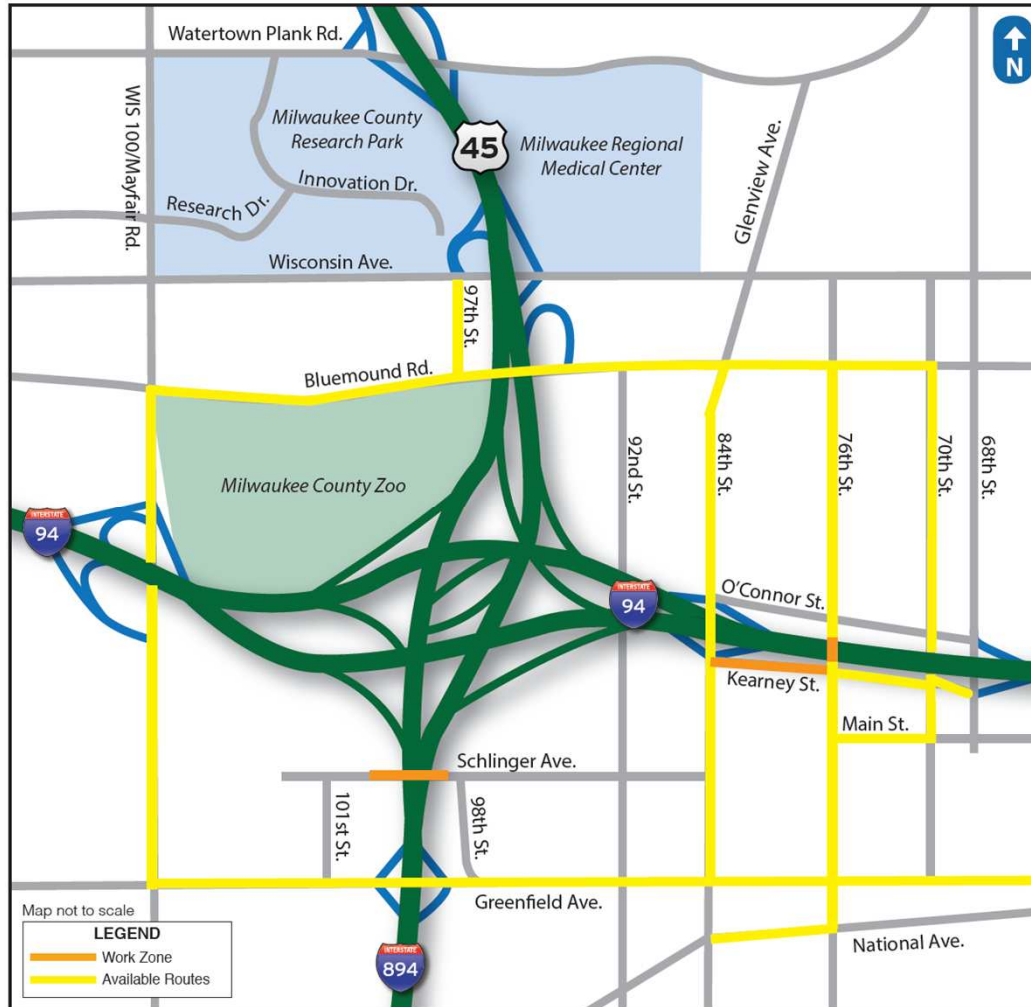 Watertown Plank Rd.
N
WIS 100/Mayfair Rd.
Milwaukee County
Research Park
45
Milwaukee Regional
Medical Center
Glenview Ave.
Innovation Dr.
Research Dr.
Wisconsin Ave.
97th St.
Bluemound Rd.
92nd St.
84th St.
76th St.
70th St.
68th St.
Milwaukee County Zoo
INTERSTATE
94
INTERSTATE
94
O'Connor St.
Kearney St.
Main St.
Schlinger Ave.
101st St.
98th St.
Greenfield Ave.
National Ave.
INTERSTATE
894
Map not to scale
LEGEND
Work Zone
Available Routes